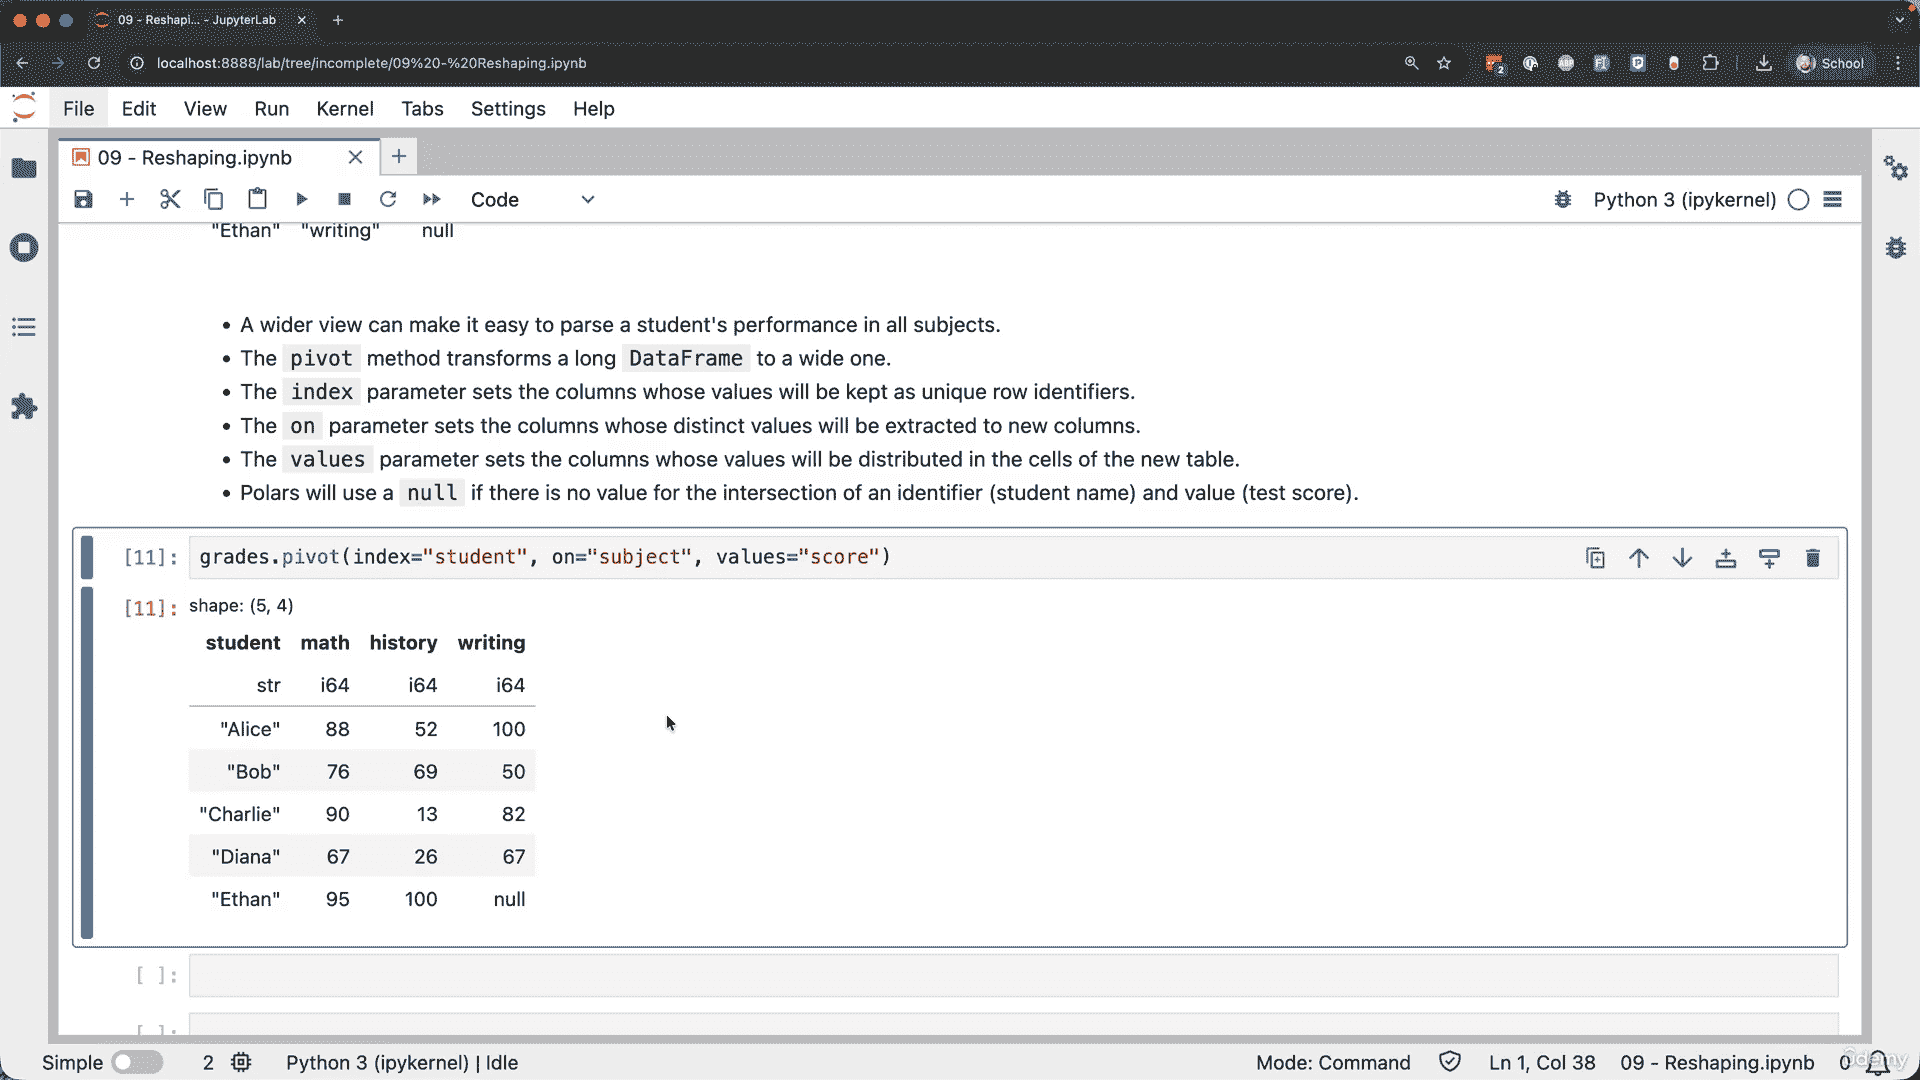 09 - Reshapi... - JupyterLab
localhost:8888/lab/tree/incomplete/09%20-%20Reshaping.ipynb
2
School
File Edit View Run Kernel Tabs Settings Help
09 - Reshaping.ipynb
Code
Python 3 (ipykernel)
"Ethan" "writing" null
• A wider view can make it easy to parse a student's performance in all subjects.
• The pivot method transforms a long DataFrame to a wide one.
• The index parameter sets the columns whose values will be kept as unique row identifiers.
• The on parameter sets the columns whose distinct values will be extracted to new columns.
• The values parameter sets the columns whose values will be distributed in the cells of the new table.
• Polars will use a null if there is no value for the intersection of an identifier (student name) and value (test score).
[11]: grades.pivot(index="student", on="subject", values="score")
[11]: shape: (5, 4)
student math history writing
str i64 i64 i64
"Alice" 88 52 100
"Bob" 76 69 50
"Charlie" 90 13 82
"Diana" 67 26 67
"Ethan" 95 100 null
[ ]:
[ ]:
Simple 2 Python 3 (ipykernel) | Idle Mode: Command Ln 1, Col 38 09 - Reshaping.ipynb 0
Udemy